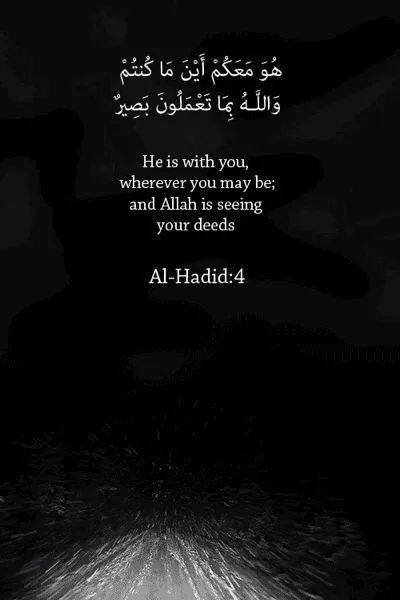 هُوَ مَعَكُمْ أَيْنَ مَا كُنتُمْ
وَاللَّـهُ بِمَا تَعْمَلُونَ بَصِيرٌ
He is with you,
wherever you may be;
and Allah is seeing
your deeds
Al-Hadid:4